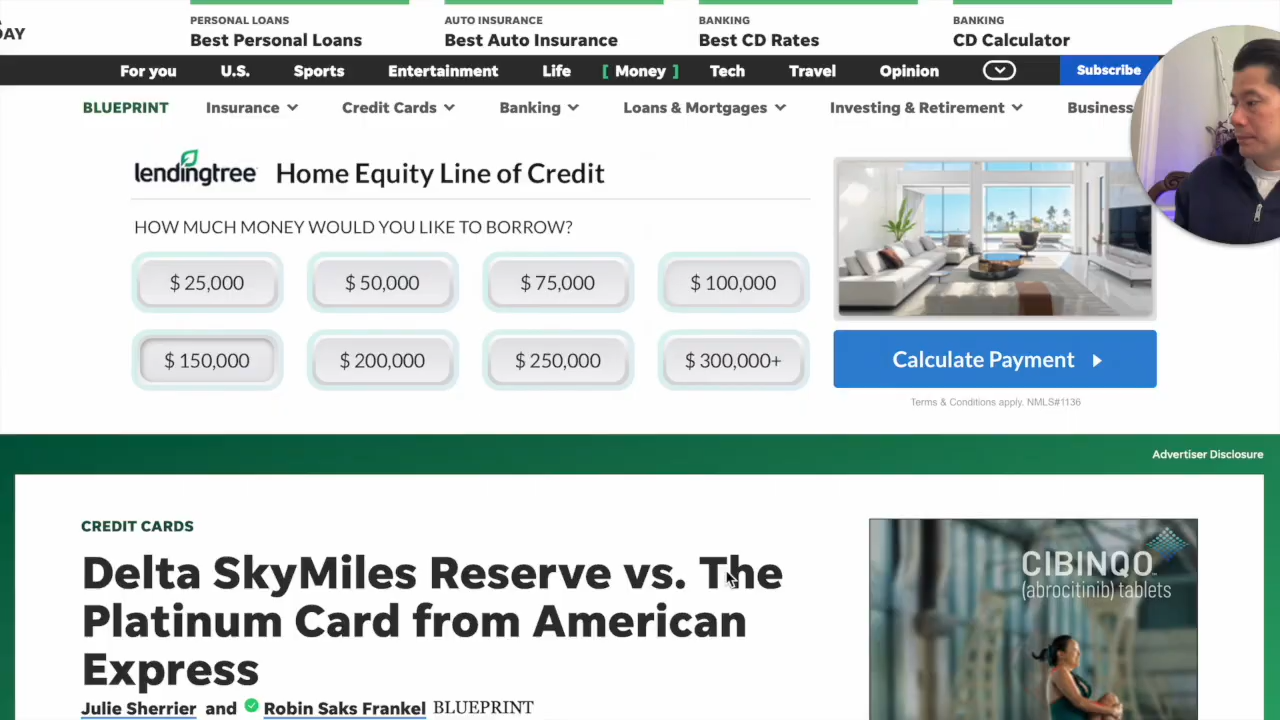 PERSONAL LOANS
Best Personal Loans
AUTO INSURANCE
Best Auto Insurance
BANKING
Best CD Rates
BANKING
CD Calculator
AY
For you U.S. Sports Entertainment Life [ Money ] Tech Travel Opinion Subscribe
BLUEPRINT Insurance Credit Cards Banking Loans & Mortgages Investing & Retirement Business
lendingtree Home Equity Line of Credit
HOW MUCH MONEY WOULD YOU LIKE TO BORROW?
$ 25,000 $ 50,000 $ 75,000 $ 100,000
$ 150,000 $ 200,000 $ 250,000 $ 300,000+
Calculate Payment
Terms & Conditions apply. NMLS#1136
Advertiser Disclosure
CREDIT CARDS
Delta SkyMiles Reserve vs. The
Platinum Card from American
Express
Julie Sherrier and Robin Saks Frankel BLUEPRINT
CIBINQO
(abrocitinib) tablets